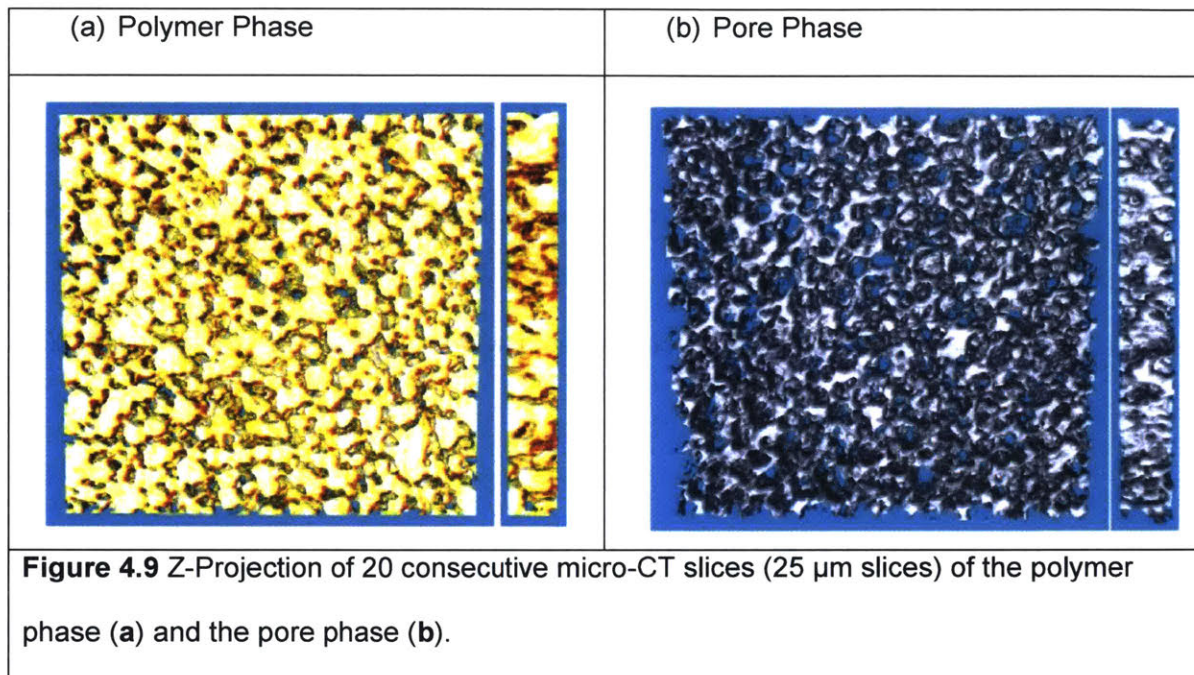 (a) Polymer Phase
(b) Pore Phase
Figure 4.9 Z-Projection of 20 consecutive micro-CT slices (25 μm slices) of the polymer
phase (a) and the pore phase (b).